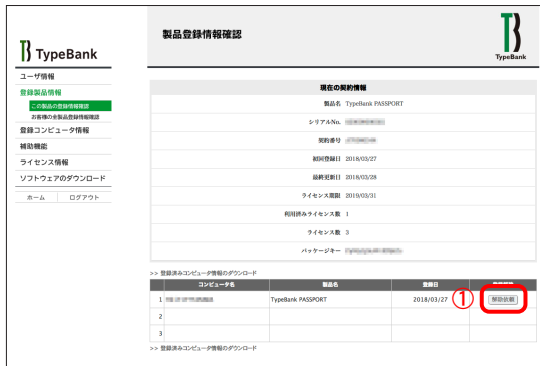 TypeBank
ユーザ情報
登録製品情報
この製品の登録情報確認
お客様の全製品登録情報確認
登録コンピュータ情報
補助機能
ライセンス情報
ソフトウェアのダウンロード
ホーム ログアウト
製品登録情報確認
TypeBank
現在の契約情報
製品名 TypeBank PASSPORT
シリアルNo.
契約番号
初回登録日 2018/03/27
最終更新日 2018/03/28
ライセンス期限 2019/03/31
利用済みライセンス数 1
ライセンス数 3
パッケージキー
>> 登録済みコンピュータ情報のダウンロード
コンピュータ名 製品名 登録日
1 TypeBank PASSPORT 2018/03/27 ① 解除依頼
2
3
>> 登録済みコンピュータ情報のダウンロード